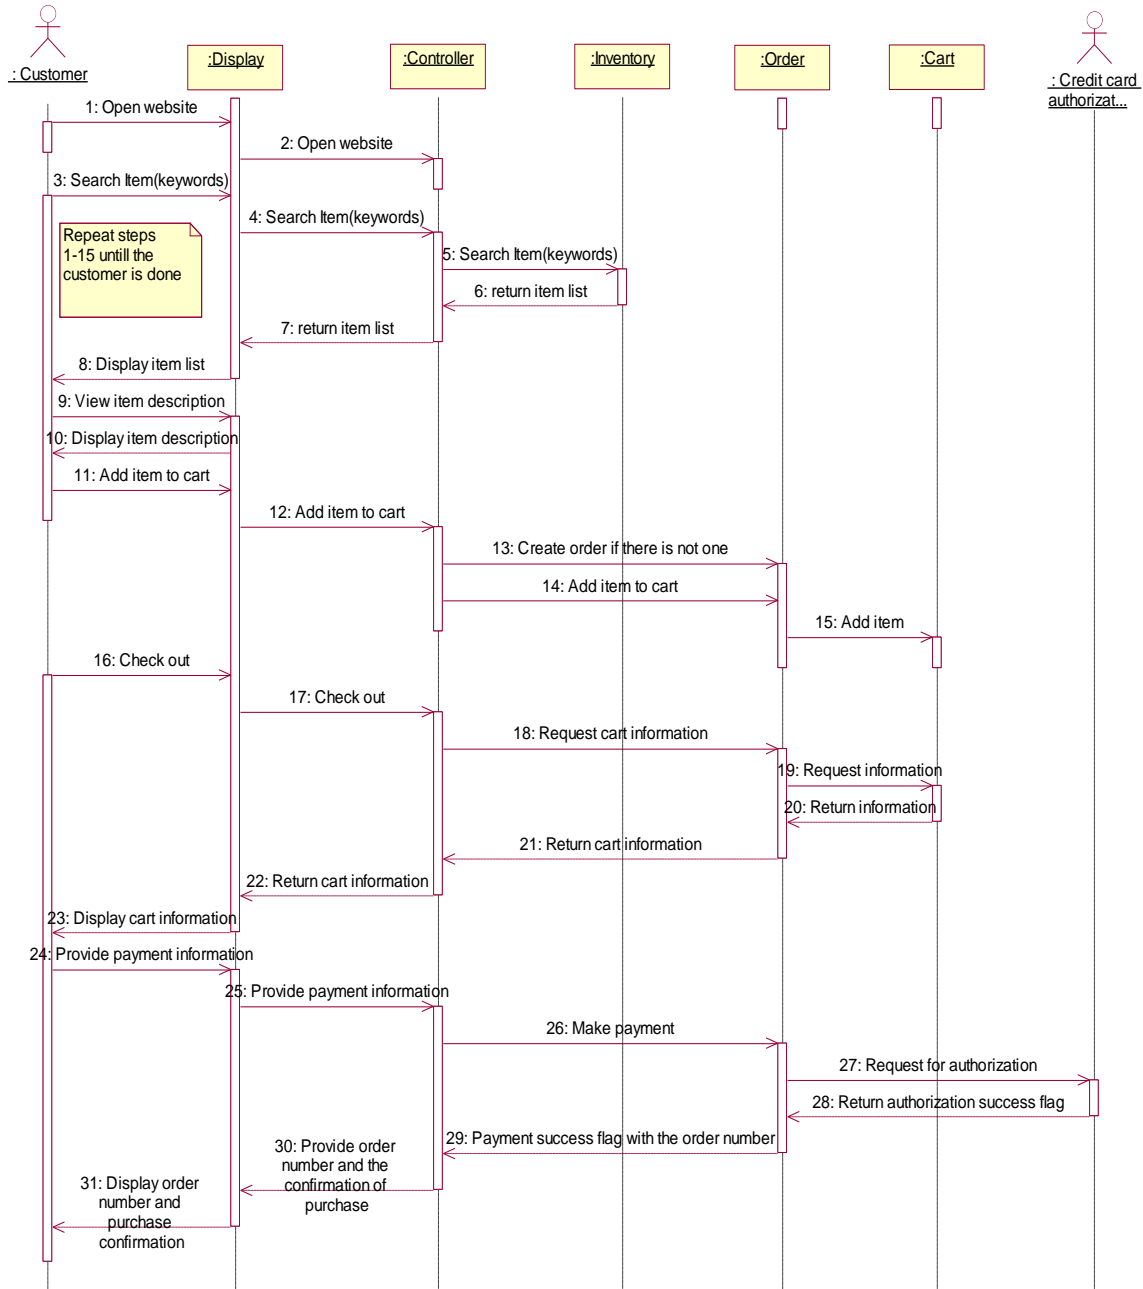 : Customer
:Display
:Controller
:Inventory
:Order
:Cart
: Credit card
authorizat...
1: Open website
2: Open website
3: Search Item(keywords)
4: Search Item(keywords)
Repeat steps
1-15 untill the
customer is done
5: Search Item(keywords)
6: return item list
7: return item list
8: Display item list
9: View item description
10: Display item description
11: Add item to cart
12: Add item to cart
13: Create order if there is not one
14: Add item to cart
15: Add item
16: Check out
17: Check out
18: Request cart information
19: Request information
20: Return information
21: Return cart information
22: Return cart information
23: Display cart information
24: Provide payment information
25: Provide payment information
26: Make payment
27: Request for authorization
28: Return authorization success flag
29: Payment success flag with the order number
30: Provide order
number and the
confirmation of
purchase
31: Display order
number and
purchase
confirmation